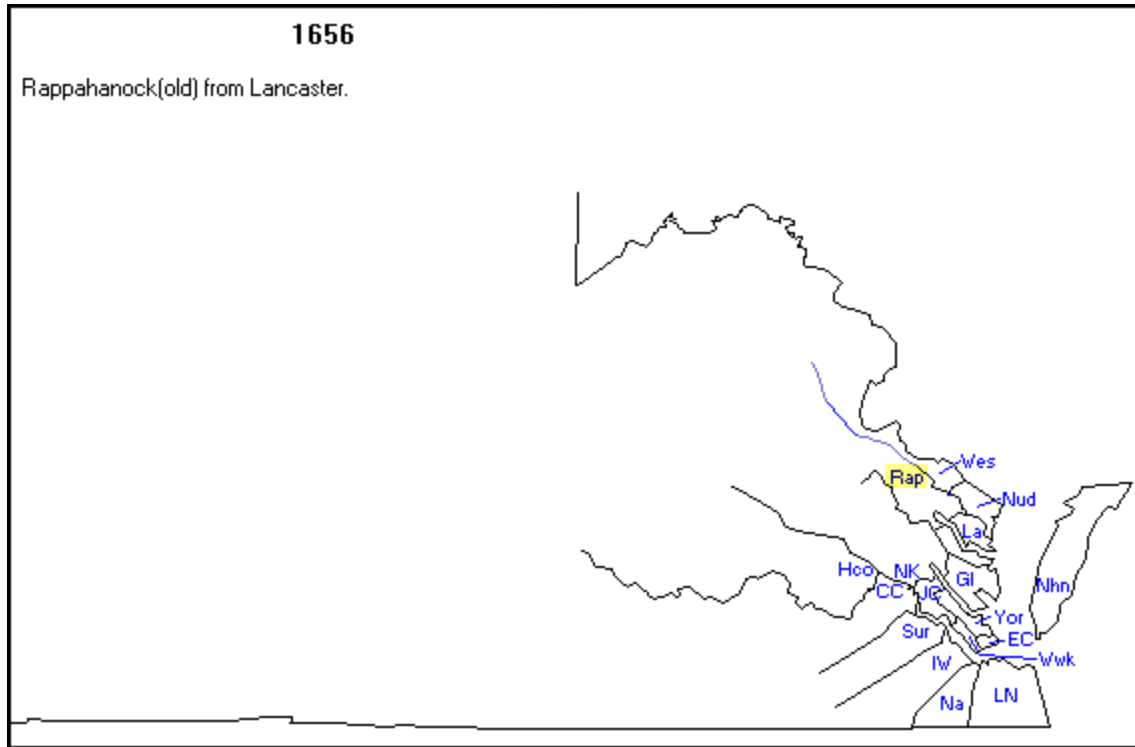 1656
Rappahanock(old) from Lancaster.
Wes
Rap
Nud
La
Hco
NK
Gl
Nhn
CC
JC
Yor
Sur
EC
IW
Wwk
Na
LN